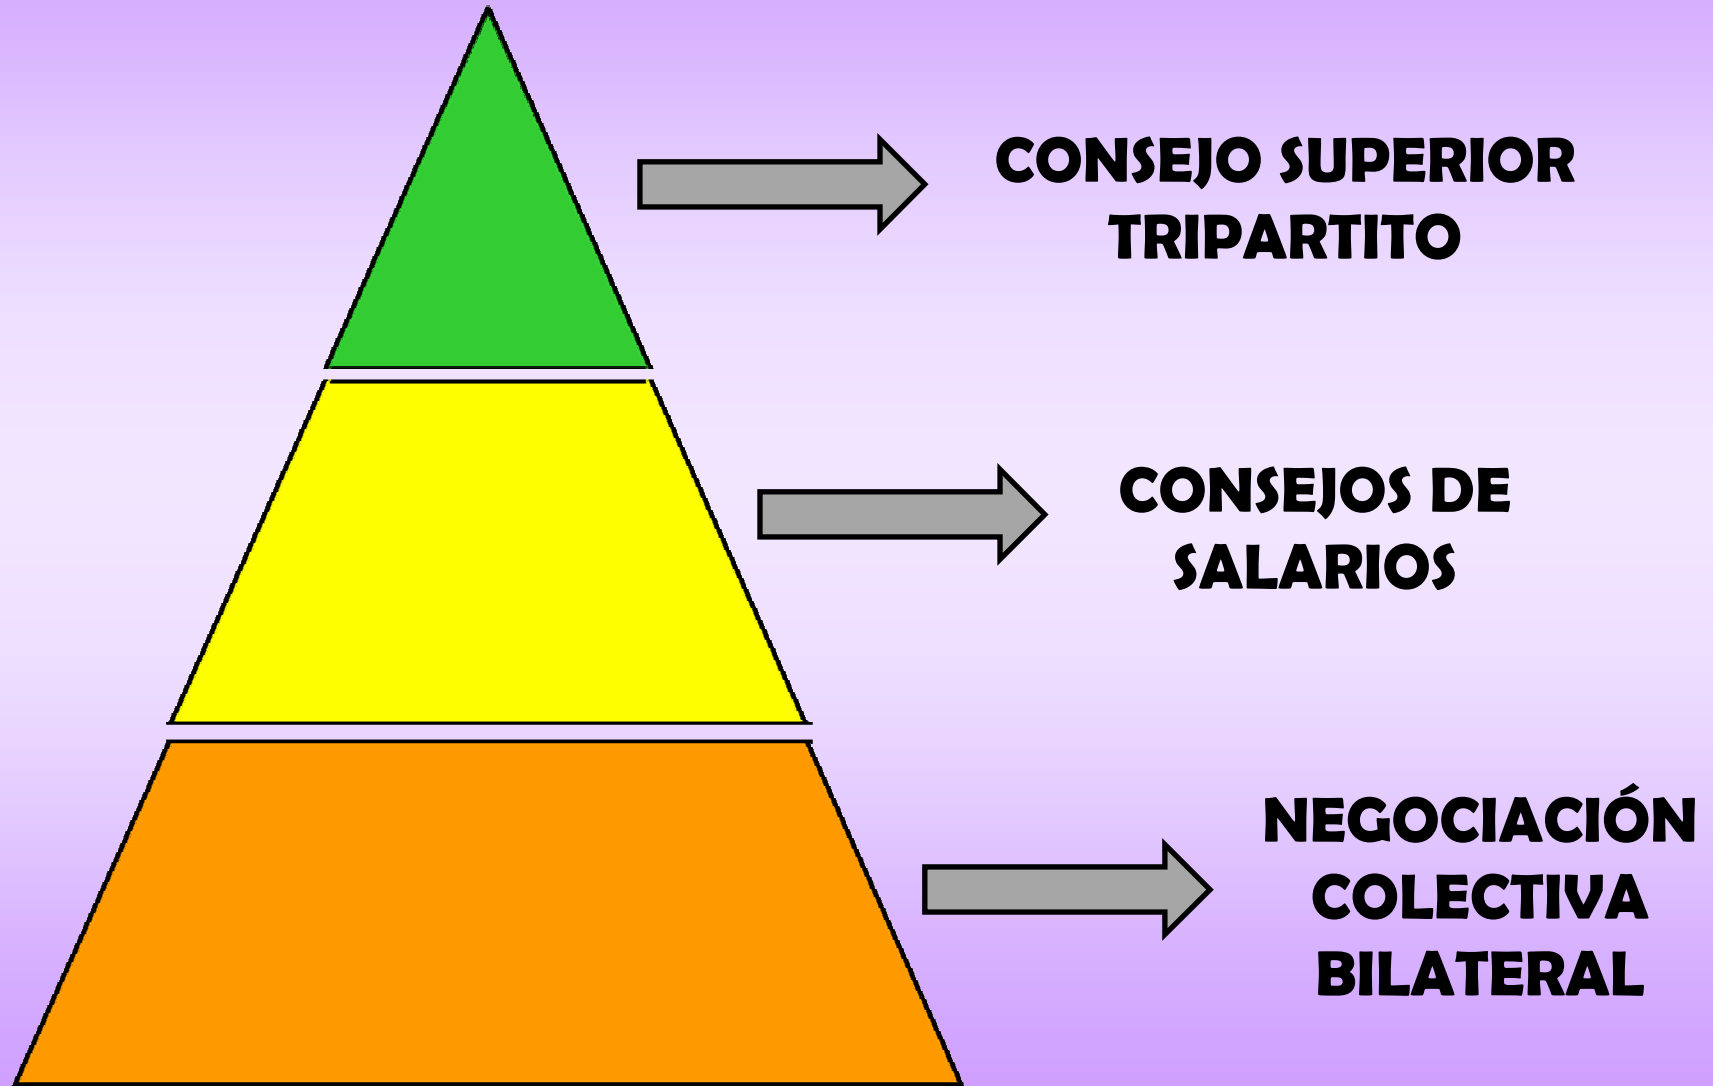 CONSEJO SUPERIOR
TRIPARTITO
CONSEJOS DE
SALARIOS
NEGOCIACIÓN
COLECTIVA
BILATERAL